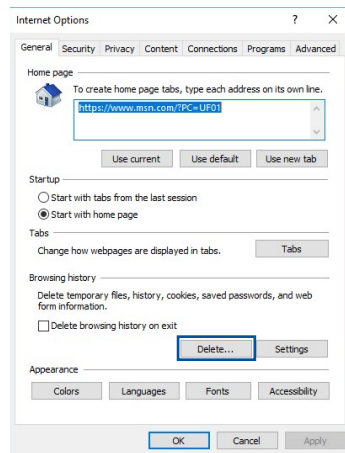 Internet Options ? X
General Security Privacy Content Connections Programs Advanced
Home page
To create home page tabs, type each address on its own line.
https://www.msn.com/?PC=UF01
Use current Use default Use new tab
Startup
Start with tabs from the last session
Start with home page
Tabs
Change how webpages are displayed in tabs. Tabs
Browsing history
Delete temporary files, history, cookies, saved passwords, and web
form information.
Delete browsing history on exit
Delete... Settings
Appearance
Colors Languages Fonts Accessibility
OK Cancel Apply